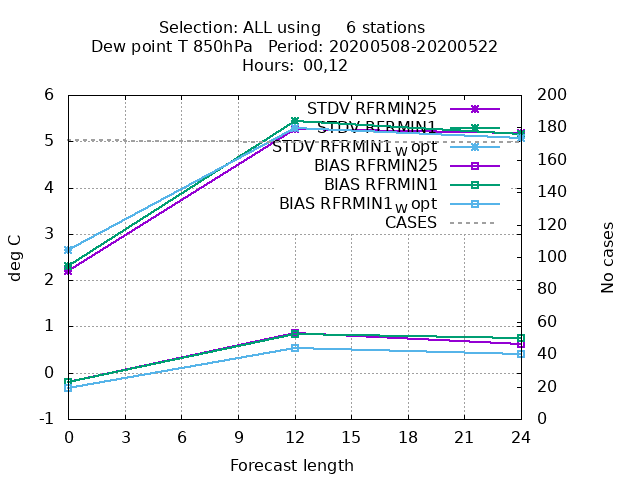 Selection: ALL using 6 stations
Dew point T 850hPa Period: 20200508-20200522
Hours: 00,12
STDV RFRMIN25
STDV RFRMIN1
STDV RFRMIN1W opt
BIAS RFRMIN25
BIAS RFRMIN1
BIAS RFRMIN1W opt
CASES
deg C
6
5
4
3
2
1
0
-1
No cases
200
180
160
140
120
100
80
60
40
20
0
0 3 6 9 12 15 18 21 24
Forecast length